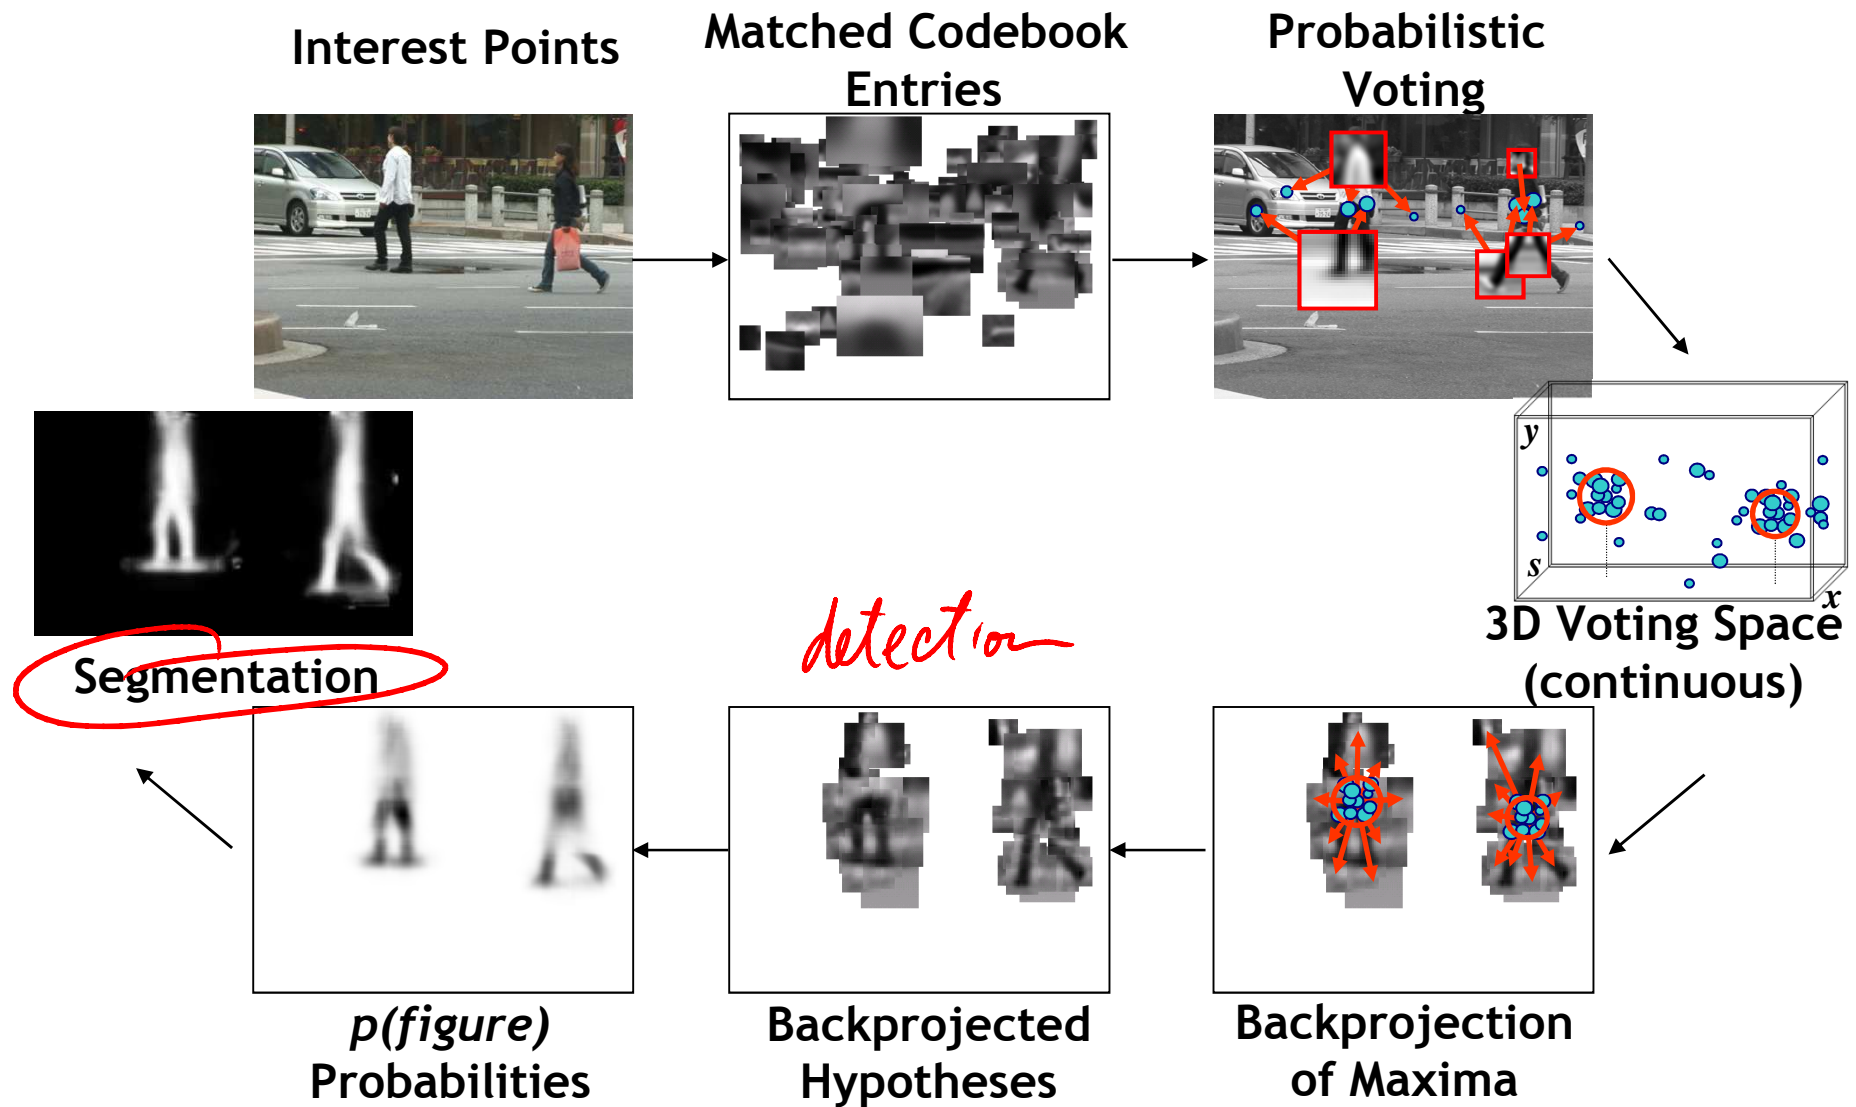 Interest Points
Matched Codebook
Entries
Probabilistic
Voting
y
s
x
3D Voting Space
(continuous)
Segmentation
detection
p(figure)
Probabilities
Backprojected
Hypotheses
Backprojection
of Maxima